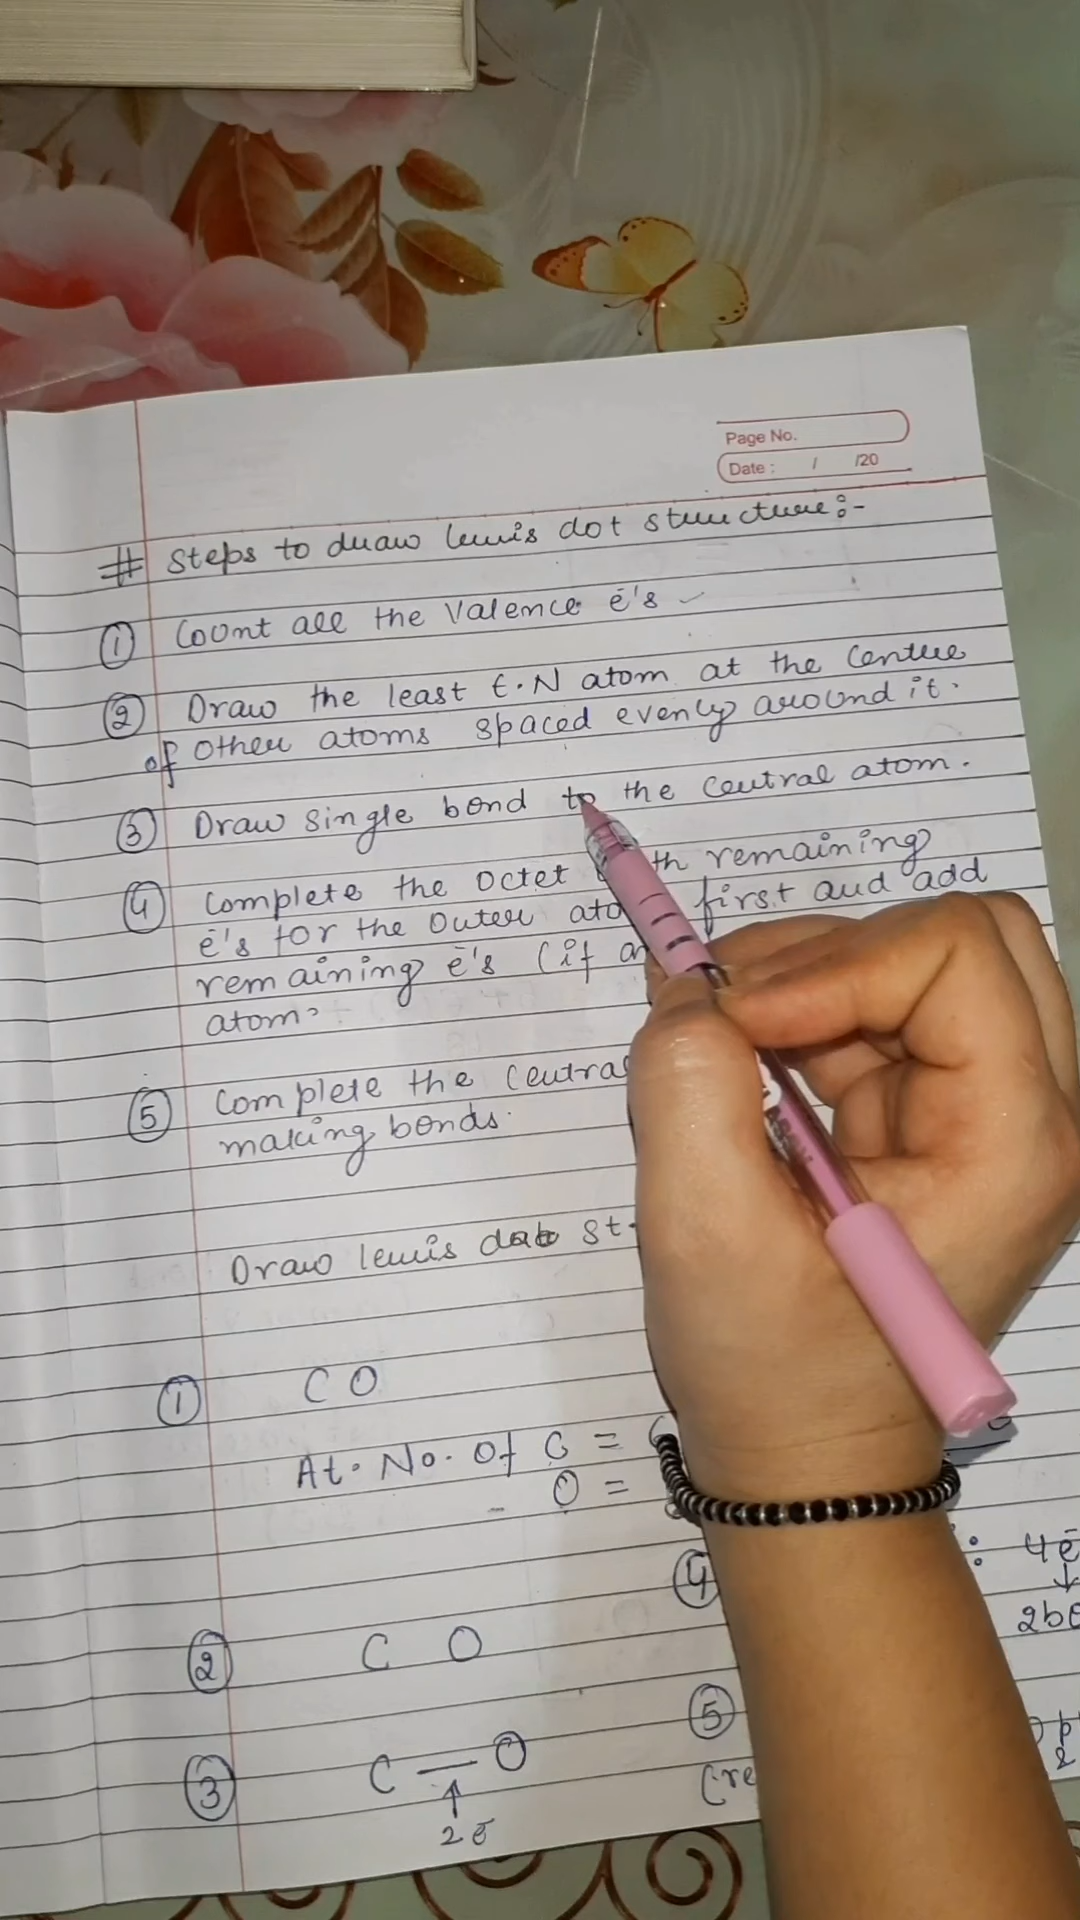 Page No.
Date : / /20
# Steps to draw lewis dot structure:-
① Count all the Valence e̅'s
② Draw the least E.N atom at the centre
of other atoms spaced evenly around it.
③ Draw single bond to the central atom.
④ Complete the octet th remaining
e̅'s for the outer ato first and add
remaining e̅'s (if an
atom.
⑤ Complete the Central
making bonds.
Draw lewis dot st
① CO
At. No. of C =
O =
④ : 4e̅
↓
② C O
⑤
③ C — O
↑
2e̅
(re